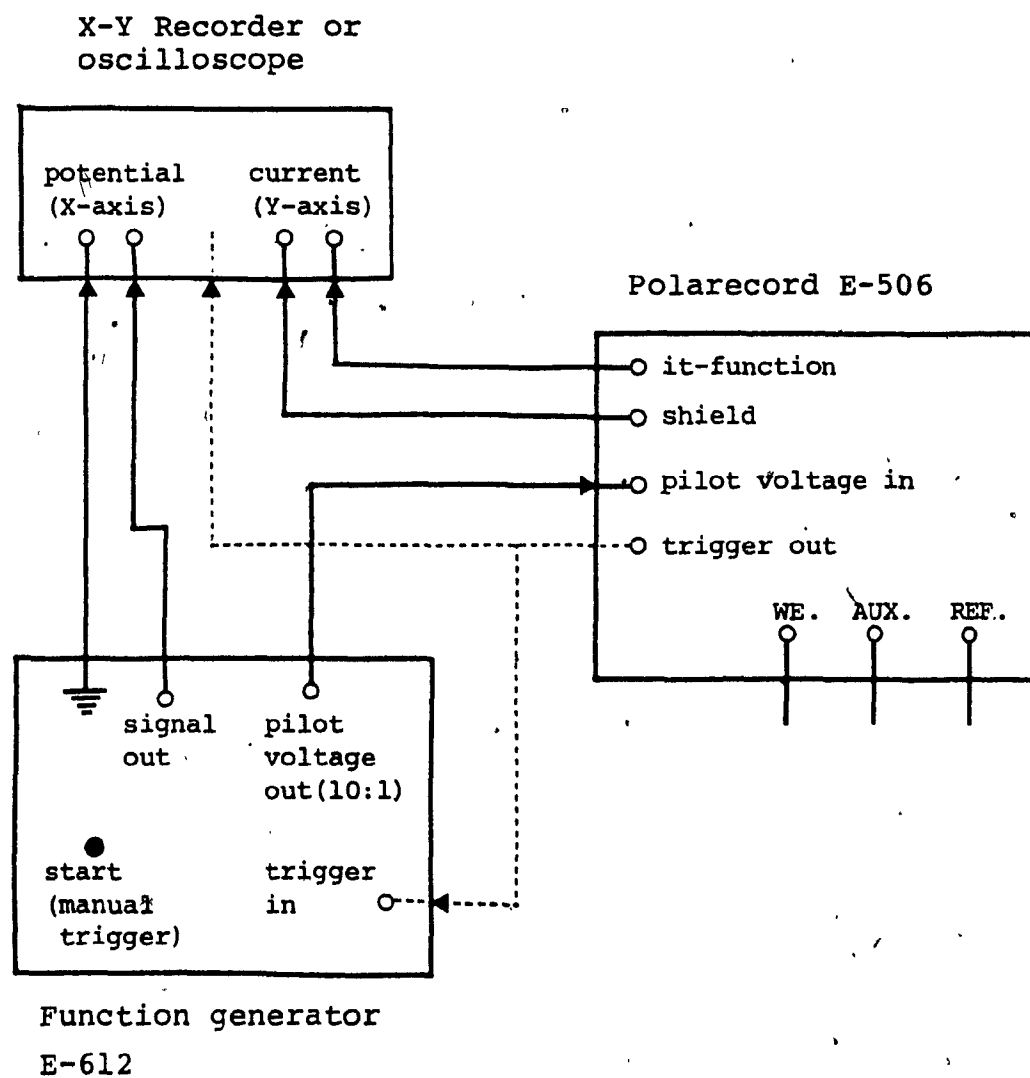 X-Y Recorder or
oscilloscope
potential
(X-axis)
current
(Y-axis)
Polarecord E-506
it-function
shield
pilot voltage in
trigger out
WE.
AUX.
REF.
signal
out
pilot
voltage
out(10:1)
start
(manual
trigger)
trigger
in
Function generator
E-612